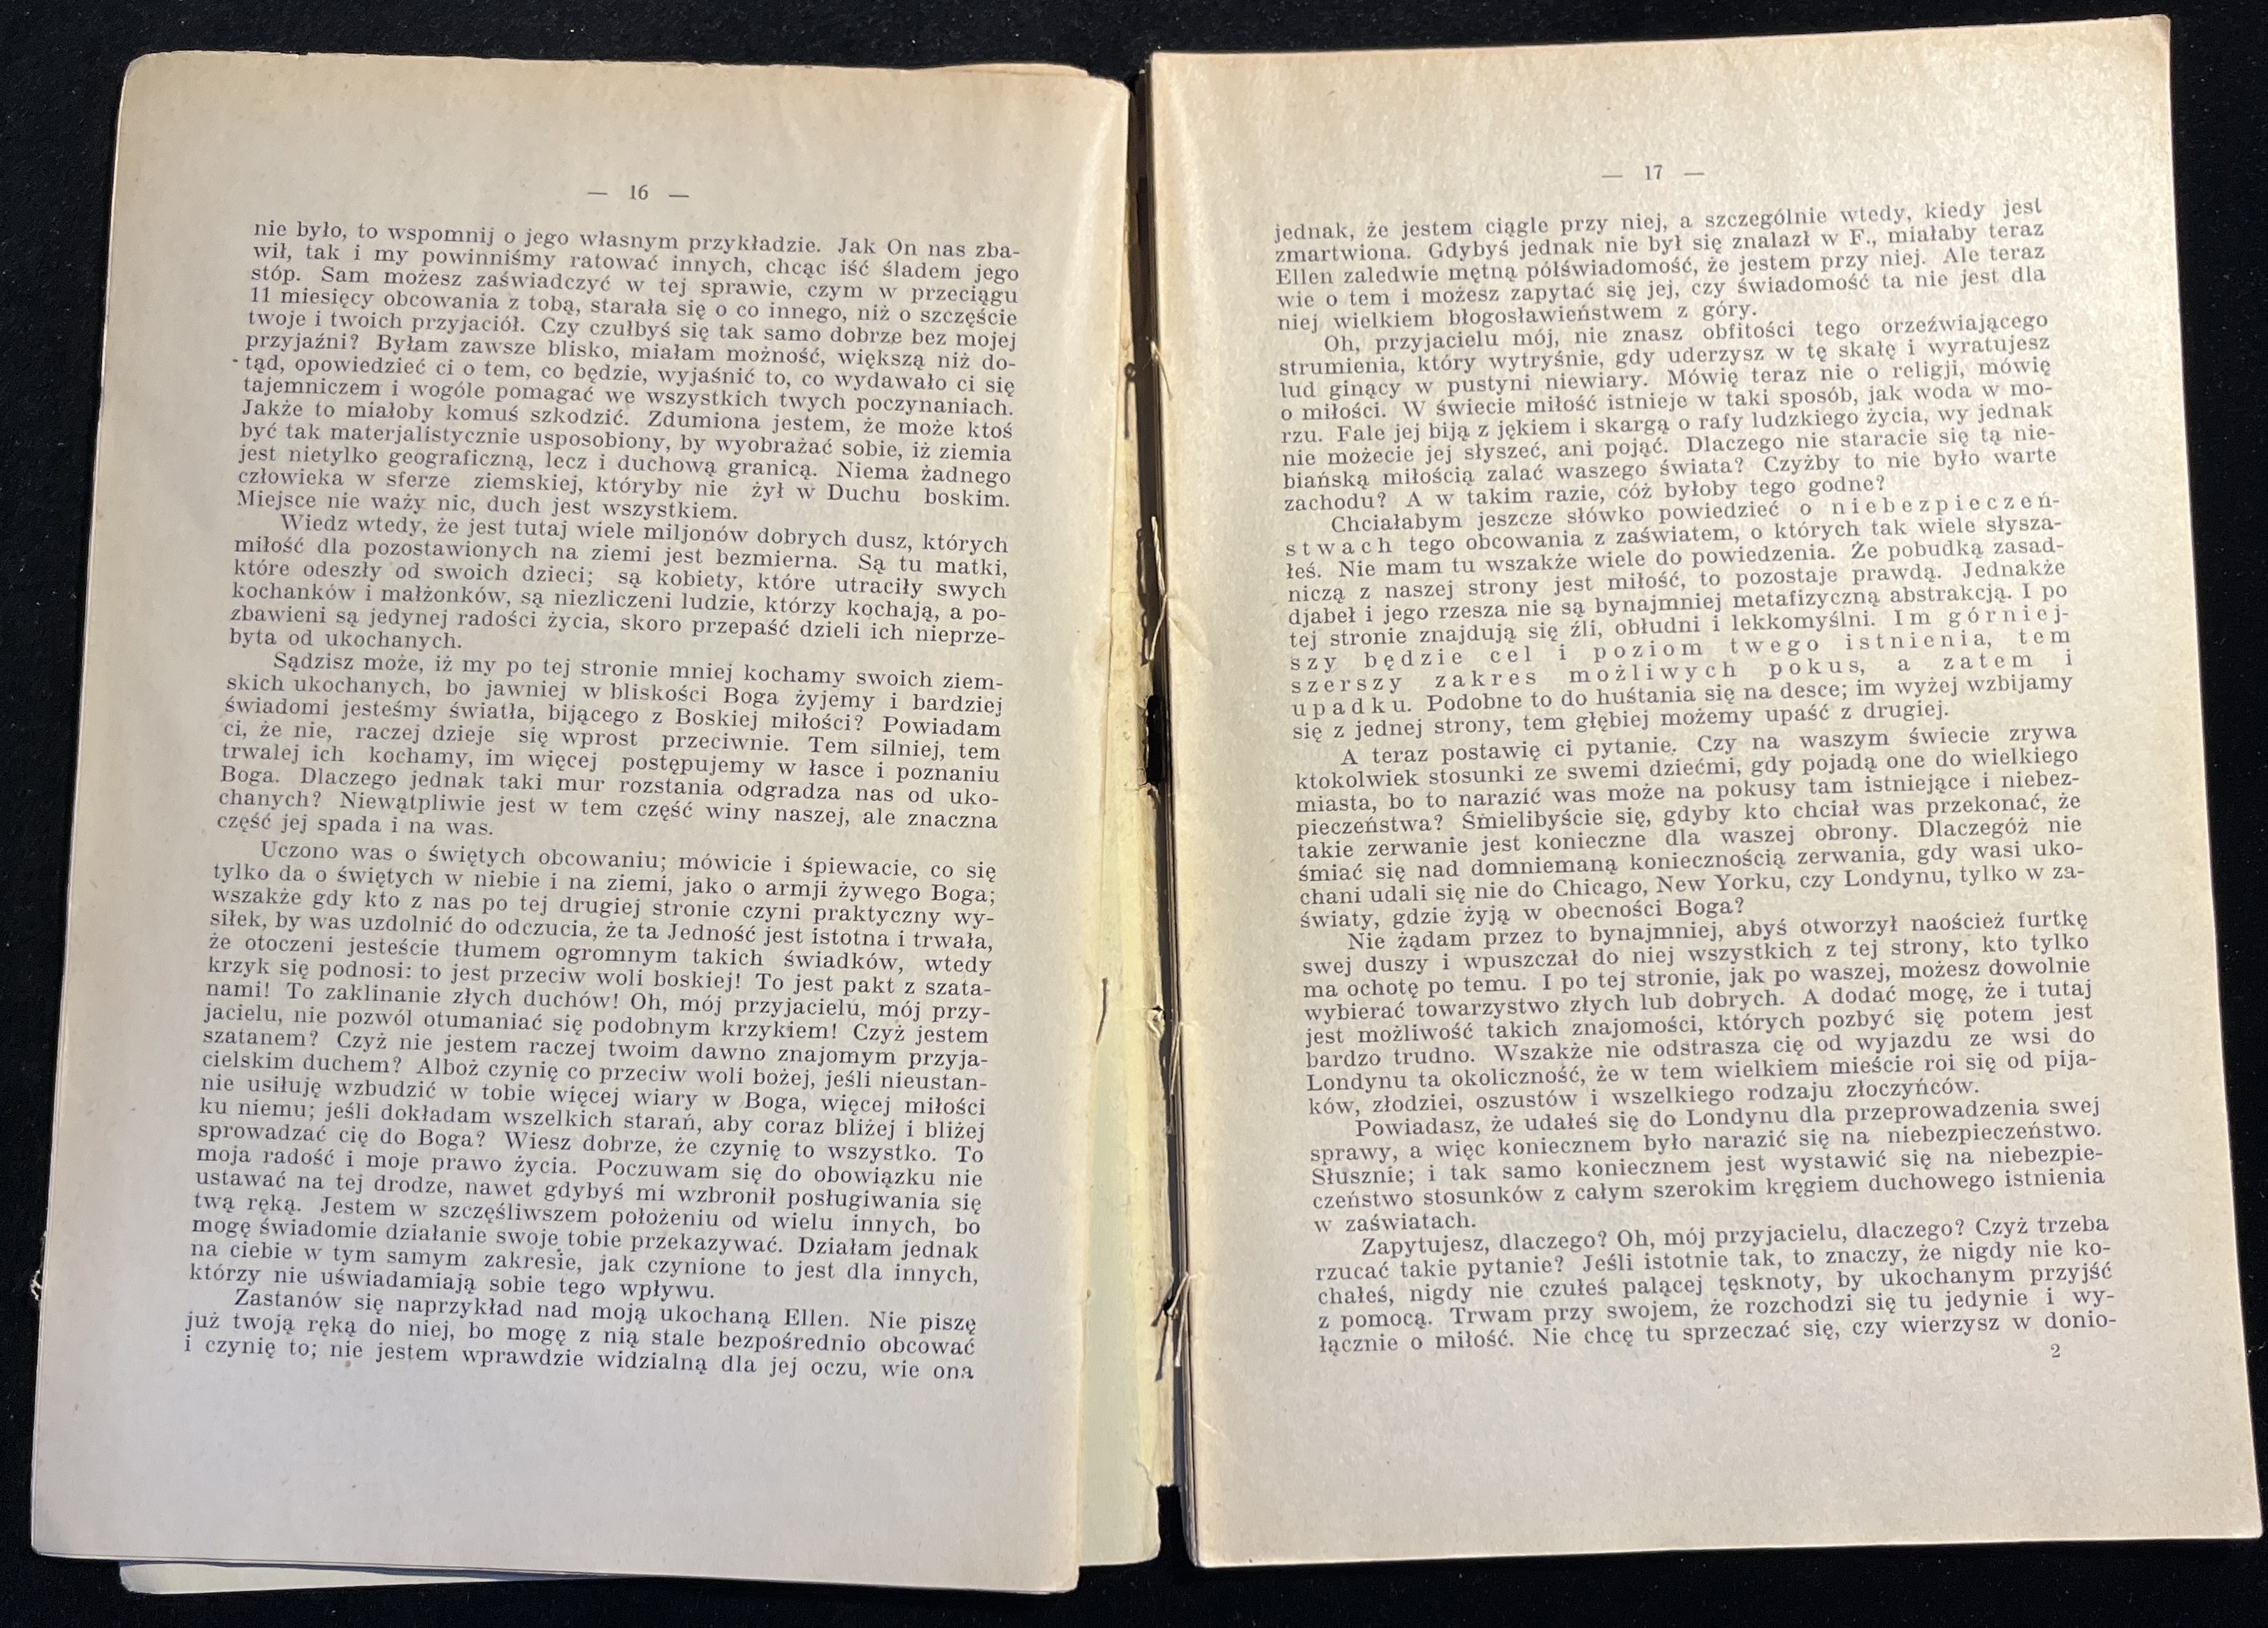 — 16 —
nie było, to wspomnij o jego własnym przykładzie. Jak On nas zba-
wił, tak i my powinniśmy ratować innych, chcąc iść śladem jego
stóp. Sam możesz zaświadczyć w tej sprawie, czym w przeciągu
11 miesięcy obcowania z tobą, starała się o co innego, niż o szczęście
twoje i twoich przyjaciół. Czy czułbyś się tak samo dobrze bez mojej
przyjaźni? Byłam zawsze blisko, miałam możność, większą niż do-
tąd, opowiedzieć ci o tem, co będzie, wyjaśnić to, co wydawało ci się
tajemniczem i wogóle pomagać we wszystkich twych poczynaniach.
Jakże to miałoby komuś szkodzić. Zdumiona jestem, że może ktoś
być tak materjalistycznie usposobiony, by wyobrażać sobie, iż ziemia
jest nietylko geograficzną, lecz i duchową granicą. Niema żadnego
człowieka w sferze ziemskiej, któryby nie żył w Duchu boskim.
Miejsce nie waży nic, duch jest wszystkiem.
Wiedz wtedy, że jest tutaj wiele miljonów dobrych dusz, których
miłość dla pozostawionych na ziemi jest bezmierna. Są tu matki,
które odeszły od swoich dzieci; są kobiety, które utraciły swych
kochanków i małżonków, są niezliczeni ludzie, którzy kochają, a po-
zbawieni są jedynej radości życia, skoro przepaść dzieli ich nieprze-
byta od ukochanych.
Sądzisz może, iż my po tej stronie mniej kochamy swoich ziem-
skich ukochanych, bo jawniej w bliskości Boga żyjemy i bardziej
świadomi jesteśmy światła, bijącego z Boskiej miłości? Powiadam
ci, że nie, raczej dzieje się wprost przeciwnie. Tem silniej, tem
trwalej ich kochamy, im więcej postępujemy w łasce i poznaniu
Boga. Dlaczego jednak taki mur rozstania odgradza nas od uko-
chanych? Niewątpliwie jest w tem część winy naszej, ale znaczna
część jej spada i na was.
Uczono was o świętych obcowaniu; mówicie i śpiewacie, co się
tylko da o świętych w niebie i na ziemi, jako o armji żywego Boga;
wszakże gdy kto z nas po tej drugiej stronie czyni praktyczny wy-
siłek, by was uzdolnić do odczucia, że ta Jedność jest istotna i trwała,
że otoczeni jesteście tłumem ogromnym takich świadków, wtedy
krzyk się podnosi: to jest przeciw woli boskiej! To jest pakt z szata-
nami! To zaklinanie złych duchów! Oh, mój przyjacielu, mój przy-
jacielu, nie pozwól otumaniać się podobnym krzykiem! Czyż jestem
szatanem? Czyż nie jestem raczej twoim dawno znajomym przyja-
cielskim duchem? Alboż czynię co przeciw woli bożej, jeśli nieustan-
nie usiłuję wzbudzić w tobie więcej wiary w Boga, więcej miłości
ku niemu; jeśli dokładam wszelkich starań, aby coraz bliżej i bliżej
sprowadzać cię do Boga? Wiesz dobrze, że czynię to wszystko. To
moja radość i moje prawo życia. Poczuwam się do obowiązku nie
ustawać na tej drodze, nawet gdybyś mi wzbronił posługiwania się
twą ręką. Jestem w szczęśliwszem położeniu od wielu innych, bo
mogę świadomie działanie swoje tobie przekazywać. Działam jednak
na ciebie w tym samym zakresie, jak czynione to jest dla innych,
którzy nie uświadamiają sobie tego wpływu.
Zastanów się naprzykład nad moją ukochaną Ellen. Nie piszę
już twoją ręką do niej, bo mogę z nią stale bezpośrednio obcować
i czynię to; nie jestem wprawdzie widzialną dla jej oczu, wie ona
— 17 —
jednak, że jestem ciągle przy niej, a szczególnie wtedy, kiedy jest
zmartwiona. Gdybyś jednak nie był się znalazł w F., miałaby teraz
Ellen zaledwie mętną półświadomość, że jestem przy niej. Ale teraz
wie o tem i możesz zapytać się jej, czy świadomość ta nie jest dla
niej wielkiem błogosławieństwem z góry.
Oh, przyjacielu mój, nie znasz obfitości tego orzeźwiającego
strumienia, który wytryśnie, gdy uderzysz w tę skałę i wyratujesz
lud ginący w pustyni niewiary. Mówię teraz nie o religji, mówię
o miłości. W świecie miłość istnieje w taki sposób, jak woda w mo-
rzu. Fale jej biją z jękiem i skargą o rafy ludzkiego życia, wy jednak
nie możecie jej słyszeć, ani pojąć. Dlaczego nie staracie się tą nie-
biańską miłością zalać waszego świata? Czyżby to nie było warte
zachodu? A w takim razie, cóż byłoby tego godne?
Chciałabym jeszcze słówko powiedzieć o niebezpieczeń-
stwach tego obcowania z zaświatem, o których tak wiele słysza-
łeś. Nie mam tu wszakże wiele do powiedzenia. Że pobudką zasad-
niczą z naszej strony jest miłość, to pozostaje prawdą. Jednakże
djabeł i jego rzesza nie są bynajmniej metafizyczną abstrakcją. I po
tej stronie znajdują się źli, obłudni i lekkomyślni. Im górniej-
szy będzie cel i poziom twego istnienia, tem
szerszy zakres możliwych pokus, a zatem i
upadku. Podobne to do huśtania się na desce; im wyżej wzbijamy
się z jednej strony, tem głębiej możemy upaść z drugiej.
A teraz postawię ci pytanie. Czy na waszym świecie zrywa
ktokolwiek stosunki ze swemi dziećmi, gdy pojadą one do wielkiego
miasta, bo to narazić was może na pokusy tam istniejące i niebez-
pieczeństwa? Śmielibyście się, gdyby kto chciał was przekonać, że
takie zerwanie jest konieczne dla waszej obrony. Dlaczegóż nie
śmiać się nad domniemaną koniecznością zerwania, gdy wasi uko-
chani udali się nie do Chicago, New Yorku, czy Londynu, tylko w za-
światy, gdzie żyją w obecności Boga?
Nie żądam przez to bynajmniej, abyś otworzył naoścież furtkę
swej duszy i wpuszczał do niej wszystkich z tej strony, kto tylko
ma ochotę po temu. I po tej stronie, jak po waszej, możesz dowolnie
wybierać towarzystwo złych lub dobrych. A dodać mogę, że i tutaj
jest możliwość takich znajomości, których pozbyć się potem jest
bardzo trudno. Wszakże nie odstrasza cię od wyjazdu ze wsi do
Londynu ta okoliczność, że w tem wielkiem mieście roi się od pija-
ków, złodziei, oszustów i wszelkiego rodzaju złoczyńców.
Powiadasz, że udałeś się do Londynu dla przeprowadzenia swej
sprawy, a więc koniecznem było narazić się na niebezpieczeństwo.
Słusznie; i tak samo koniecznem jest wystawić się na niebezpie-
czeństwo stosunków z całym szerokim kręgiem duchowego istnienia
w zaświatach.
Zapytujesz, dlaczego? Oh, mój przyjacielu, dlaczego? Czyż trzeba
rzucać takie pytanie? Jeśli istotnie tak, to znaczy, że nigdy nie ko-
chałeś, nigdy nie czułeś palącej tęsknoty, by ukochanym przyjść
z pomocą. Trwam przy swojem, że rozchodzi się tu jedynie i wy-
łącznie o miłość. Nie chcę tu sprzeczać się, czy wierzysz w donio-
2